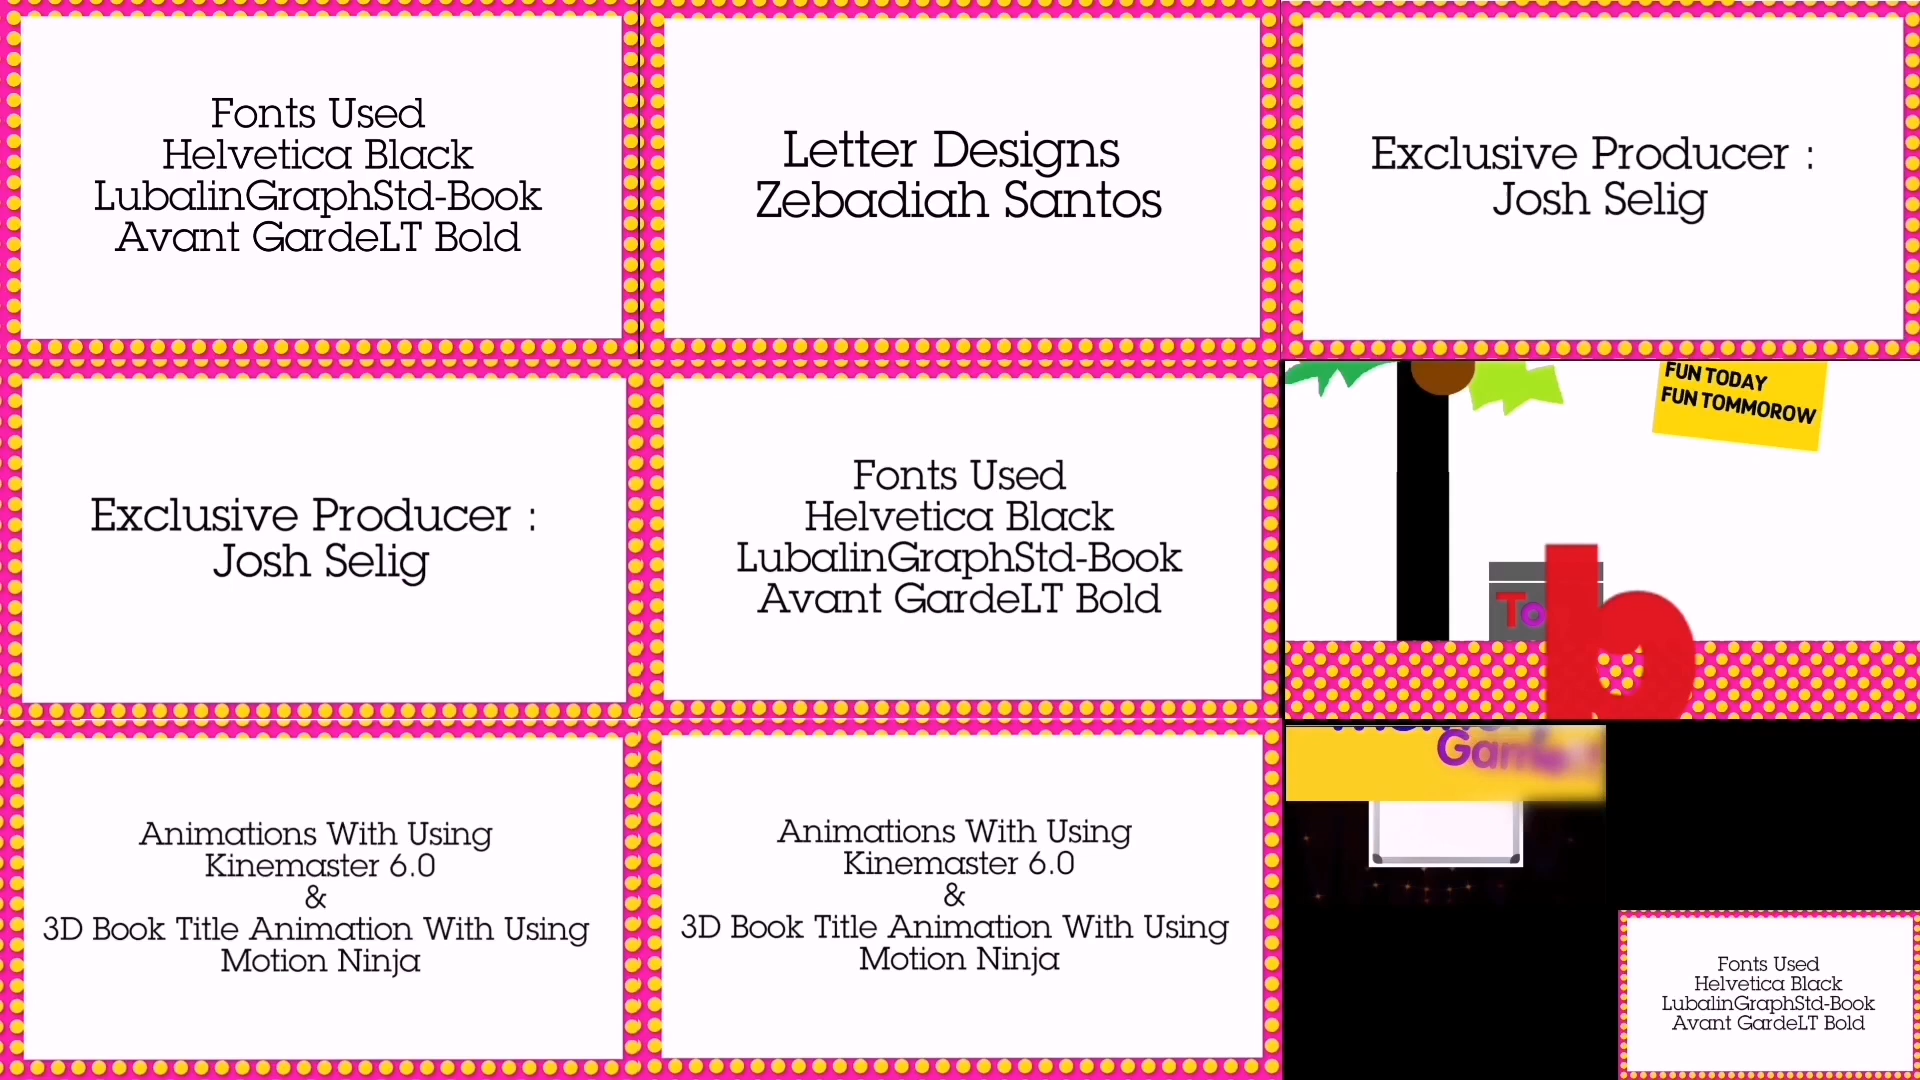 Fonts Used
Helvetica Black
LubalinGraphStd-Book
Avant GardeLT Bold
Letter Designs
Zebadiah Santos
Exclusive Producer :
Josh Selig
Exclusive Producer :
Josh Selig
Fonts Used
Helvetica Black
LubalinGraphStd-Book
Avant GardeLT Bold
FUN TODAY
FUN TOMMOROW
To
b
Animations With Using
Kinemaster 6.0
&
3D Book Title Animation With Using
Motion Ninja
Animations With Using
Kinemaster 6.0
&
3D Book Title Animation With Using
Motion Ninja
Fonts Used
Helvetica Black
LubalinGraphStd-Book
Avant GardeLT Bold